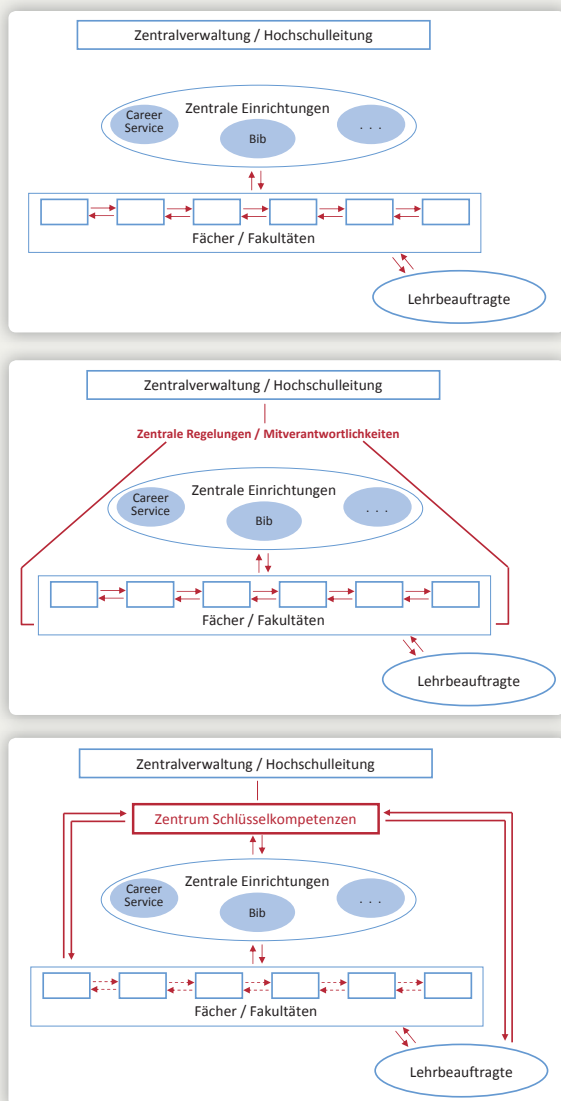 Zentralverwaltung / Hochschulleitung
Zentrale Einrichtungen
Career
Service
Bib
. . .
Fächer / Fakultäten
Lehrbeauftragte
Zentralverwaltung / Hochschulleitung
Zentrale Regelungen / Mitverantwortlichkeiten
Zentrale Einrichtungen
Career
Service
Bib
. . .
Fächer / Fakultäten
Lehrbeauftragte
Zentralverwaltung / Hochschulleitung
Zentrum Schlüsselkompetenzen
Zentrale Einrichtungen
Career
Service
Bib
. . .
Fächer / Fakultäten
Lehrbeauftragte